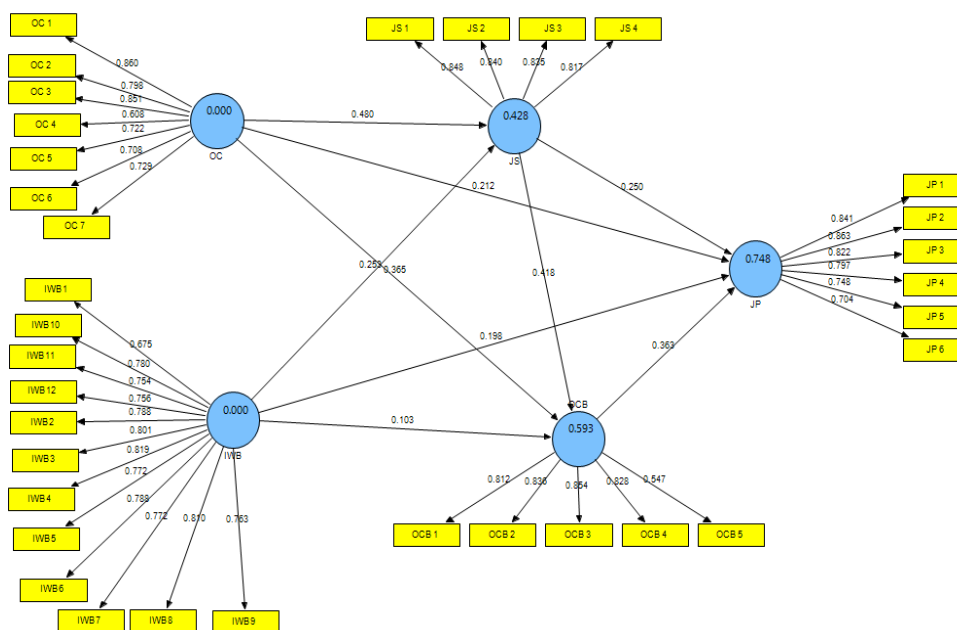 OC 1
OC 2
OC 3
OC 4
OC 5
OC 6
OC 7
0.860
0.798
0.851
0.608
0.722
0.708
0.729
0.000
OC
JS 1
JS 2
JS 3
JS 4
0.848
0.840
0.835
0.817
0.428
JS
0.480
0.212
0.250
0.253
0.365
0.418
0.198
0.103
0.363
JP 1
JP 2
JP 3
JP 4
JP 5
JP 6
0.841
0.863
0.822
0.797
0.748
0.704
0.748
JP
IWB1
IWB10
IWB11
IWB12
IWB2
IWB3
IWB4
IWB5
IWB6
IWB7
IWB8
IWB9
0.675
0.780
0.754
0.756
0.788
0.801
0.819
0.772
0.788
0.772
0.810
0.763
0.000
IWB
OCB
0.593
0.812
0.836
0.854
0.828
0.547
OCB 1
OCB 2
OCB 3
OCB 4
OCB 5